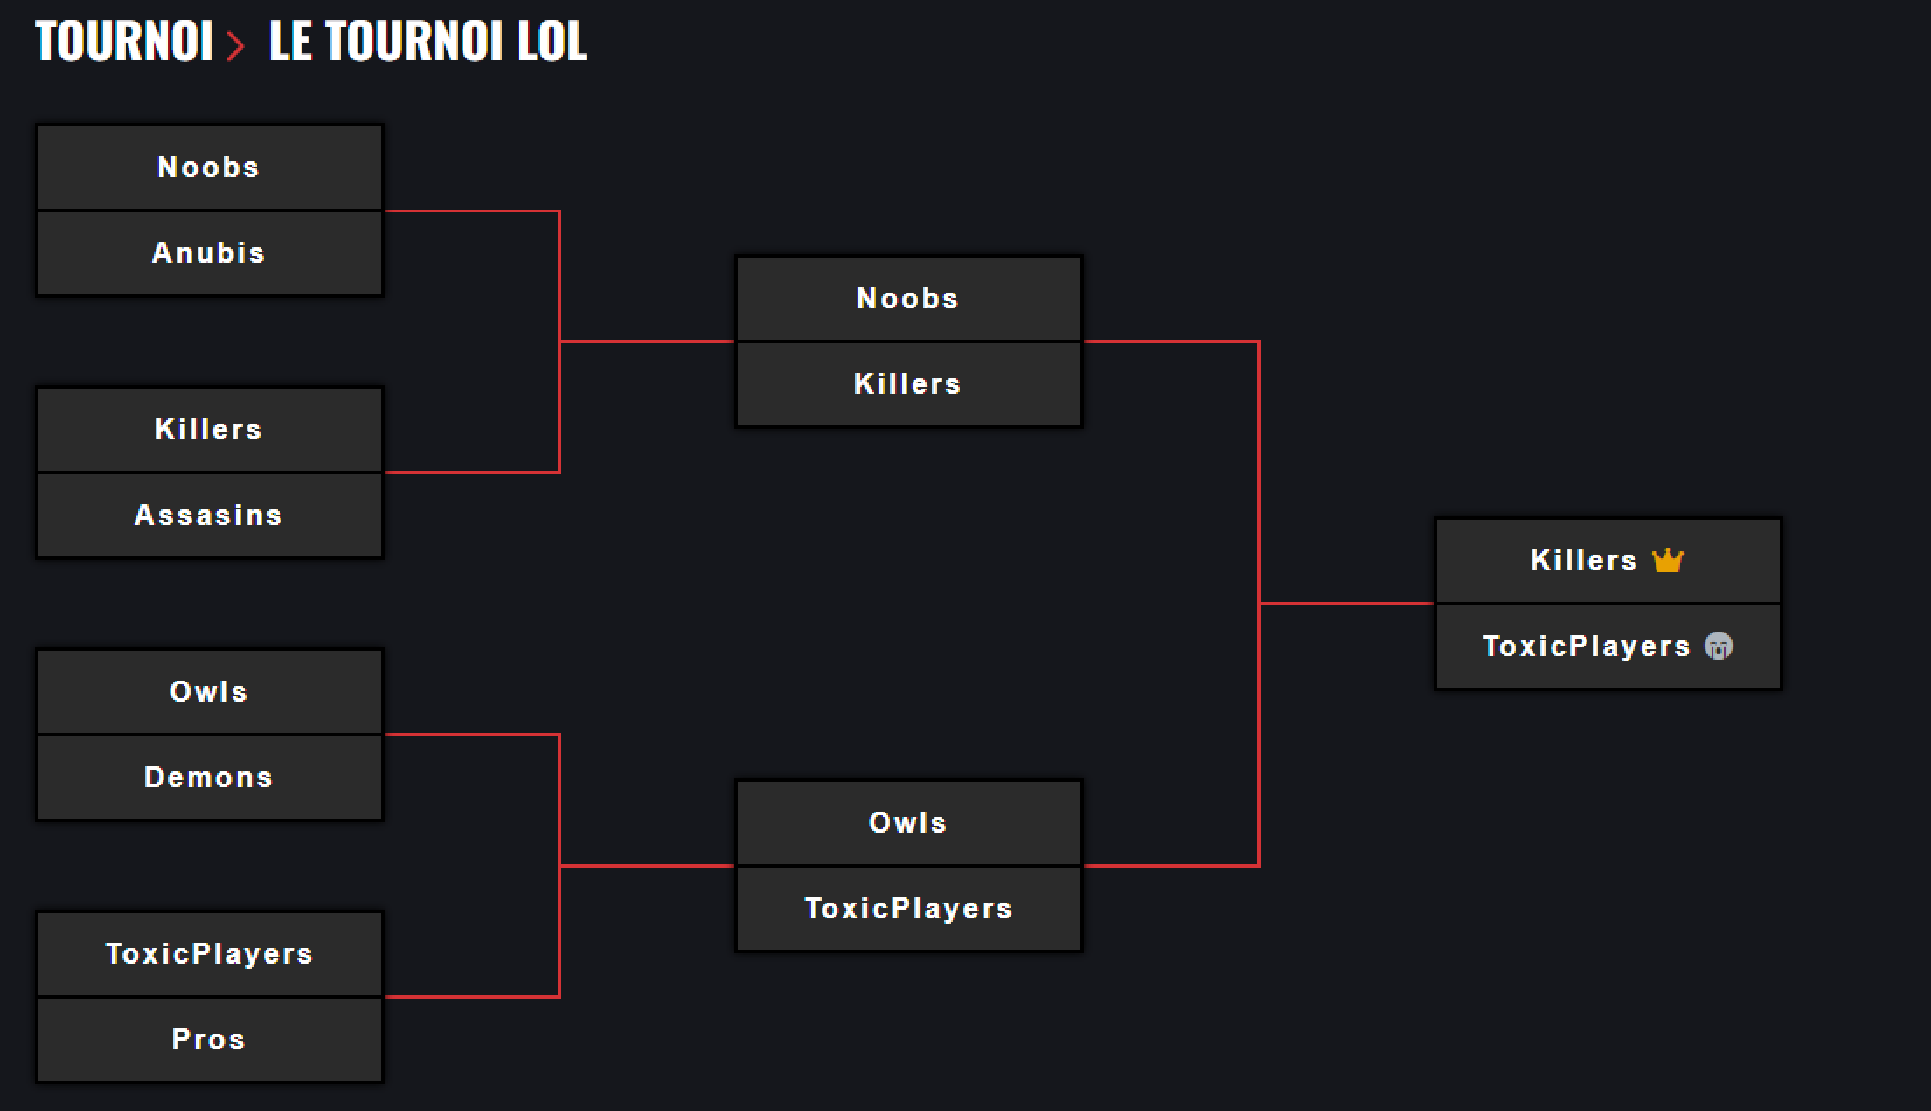 TOURNOI > LE TOURNOI LOL
Noobs
Anubis
Killers
Assasins
Owls
Demons
ToxicPlayers
Pros
Noobs
Killers
Owls
ToxicPlayers
Killers
ToxicPlayers